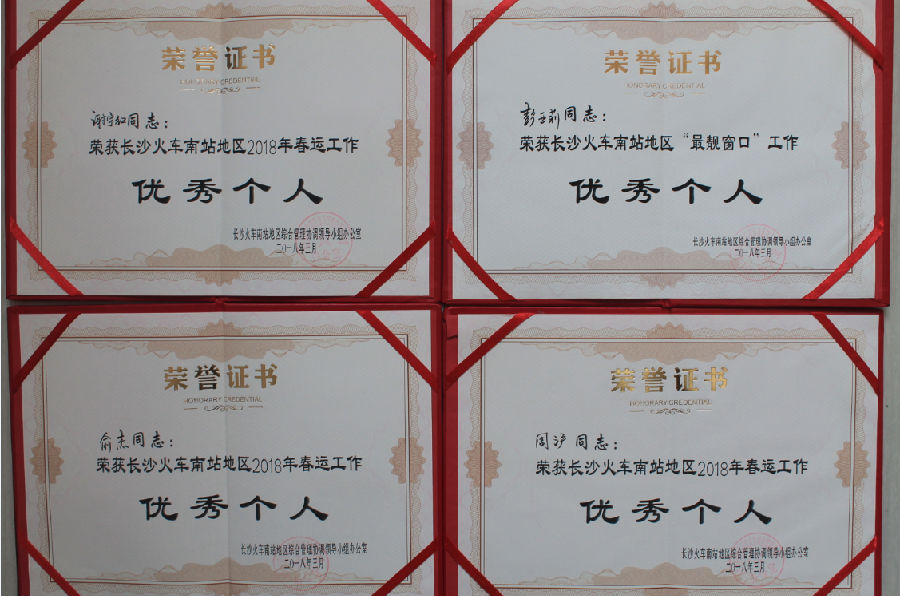 荣誉证书
HONORARY CREDENTIAL
同志：
荣获长沙火车南站地区2018年春运工作
优秀个人
长沙火车南站地区综合管理协调领导小组办公室
二〇一八年三月
荣誉证书
HONORARY CREDENTIAL
同志：
荣获长沙火车南站地区“最靓窗口”工作
优秀个人
长沙火车南站地区综合管理协调领导小组办公室
二〇一八年三月
荣誉证书
HONORARY CREDENTIAL
俞杰同志：
荣获长沙火车南站地区2018年春运工作
优秀个人
长沙火车南站地区综合管理协调领导小组办公室
二〇一八年三月
荣誉证书
HONORARY CREDENTIAL
同志：
荣获长沙火车南站地区2018年春运工作
优秀个人
长沙火车南站地区综合管理协调领导小组办公室
二〇一八年三月